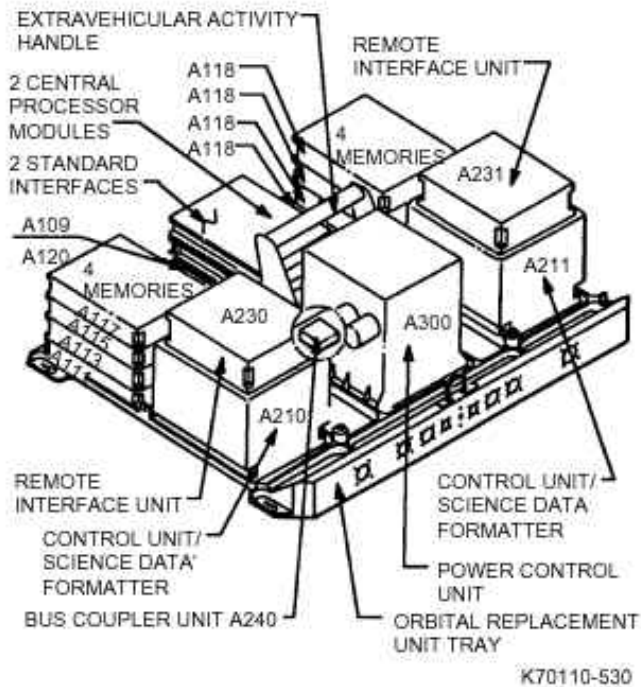 EXTRAVEHICULAR ACTIVITY
HANDLE
REMOTE
INTERFACE UNIT
A118
A118
A118
A118
2 CENTRAL
PROCESSOR
MODULES
4
MEMORIES
2 STANDARD
INTERFACES
A231
A109
A120
4
MEMORIES
A211
A230
A300
A117
A115
A113
A111
A210
REMOTE
INTERFACE UNIT
CONTROL UNIT/
SCIENCE DATA
FORMATTER
CONTROL UNIT/
SCIENCE DATA
FORMATTER
POWER CONTROL
UNIT
BUS COUPLER UNIT A240
ORBITAL REPLACEMENT
UNIT TRAY
K70110-530